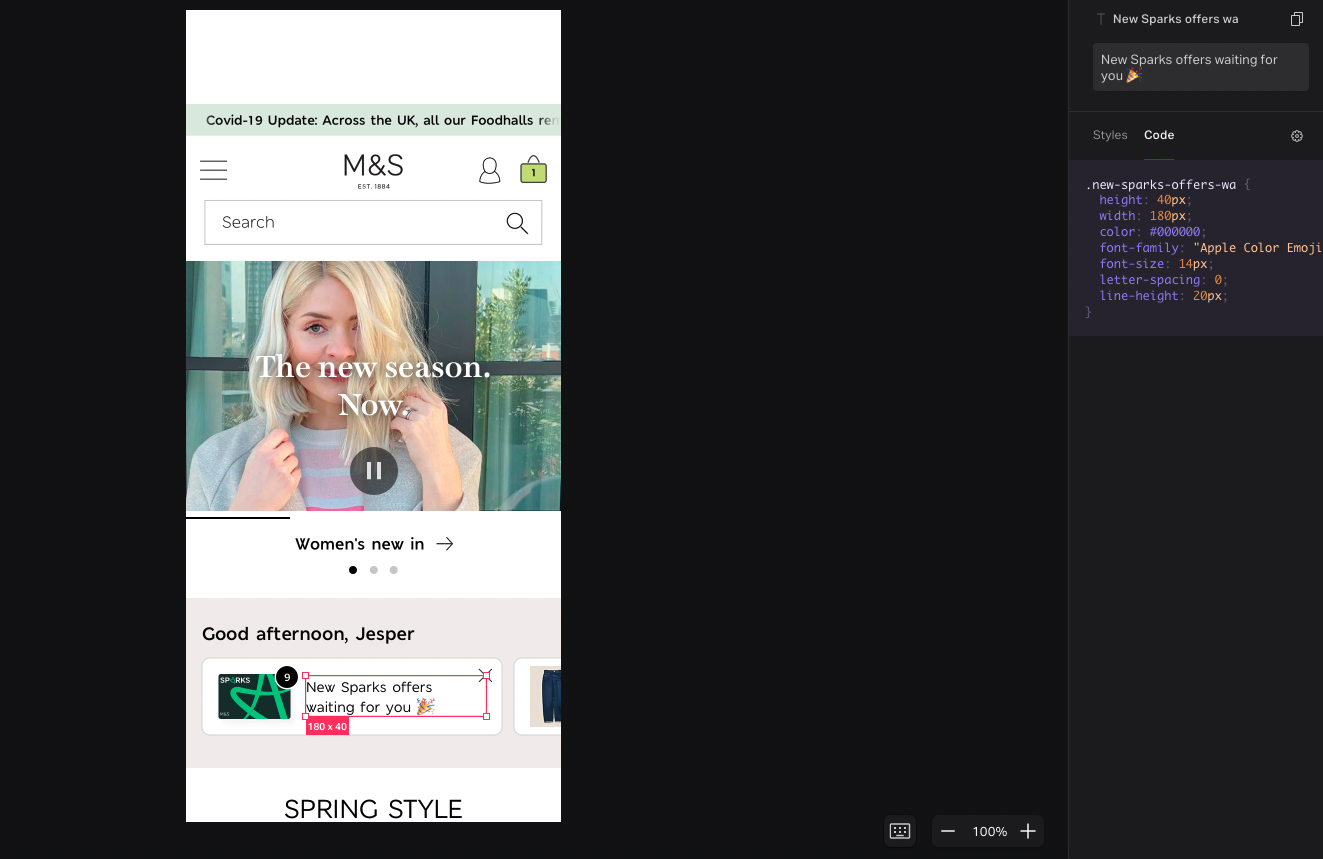 Covid-19 Update: Across the UK, all our Foodhalls
M&S
EST. 1884
1
Search
The new season.
Now.
Women's new in
Good afternoon, Jesper
SPARKS
M&S
9
New Sparks offers
waiting for you 🎉
180 x 40
SPRING STYLE
100%
T New Sparks offers wa
New Sparks offers waiting for
you 🎉
Styles Code
.new-sparks-offers-wa {
height: 40px;
width: 180px;
color: #000000;
font-family: "Apple Color Emoji
font-size: 14px;
letter-spacing: 0;
line-height: 20px;
}